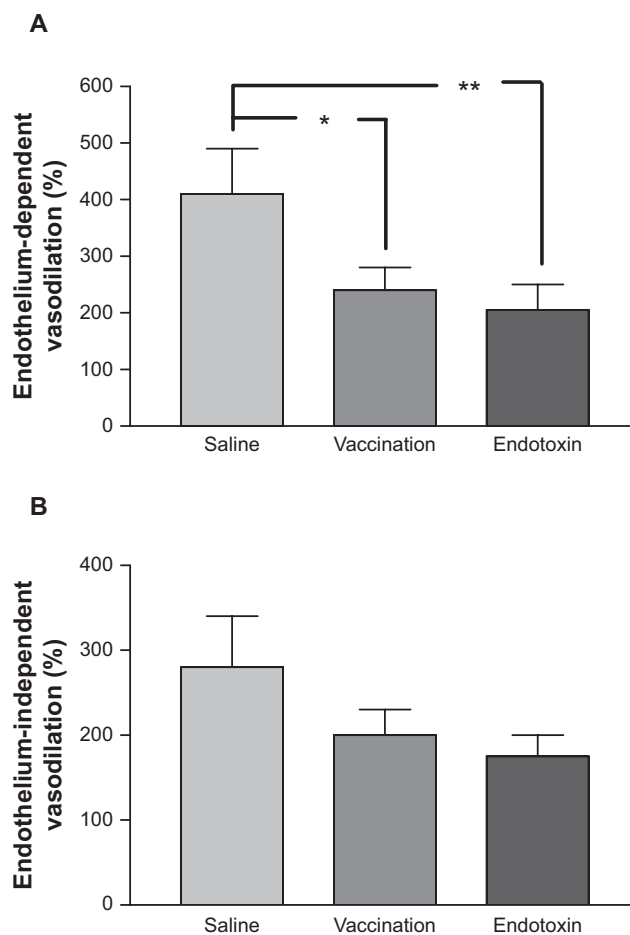 A
Endothelium-dependent
vasodilation (%)
600
500
400
300
200
100
0
**
*
Saline Vaccination Endotoxin
B
Endothelium-independent
vasodilation (%)
400
300
200
100
0
Saline Vaccination Endotoxin